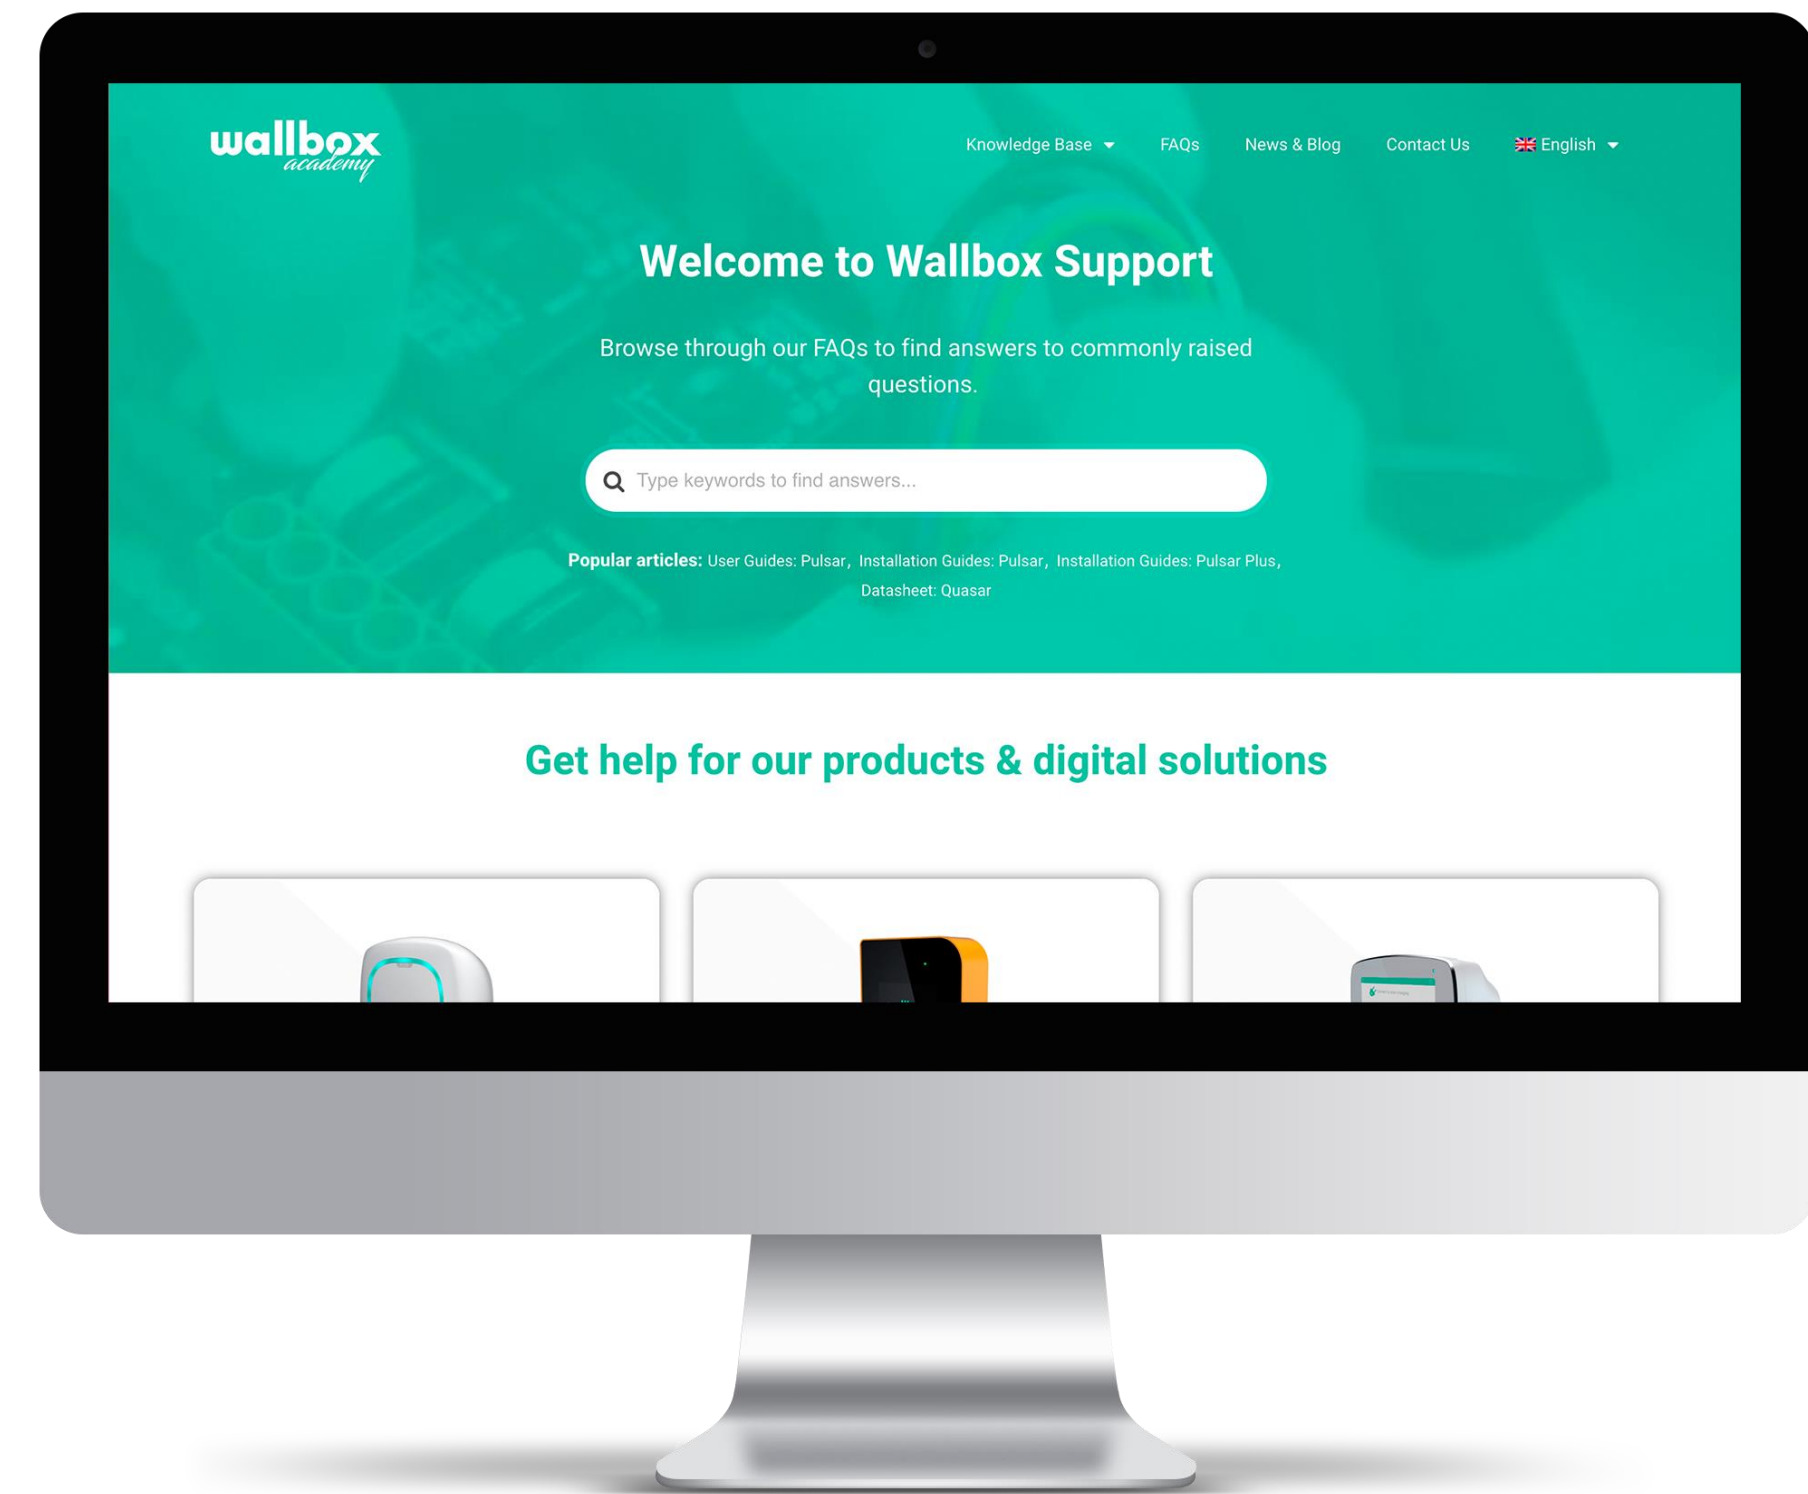 wallbox
academy
Knowledge Base
FAQs
News & Blog
Contact Us
English
Welcome to Wallbox Support
Browse through our FAQs to find answers to commonly raised
questions.
Type keywords to find answers...
Popular articles: User Guides: Pulsar, Installation Guides: Pulsar, Installation Guides: Pulsar Plus,
Datasheet: Quasar
Get help for our products & digital solutions